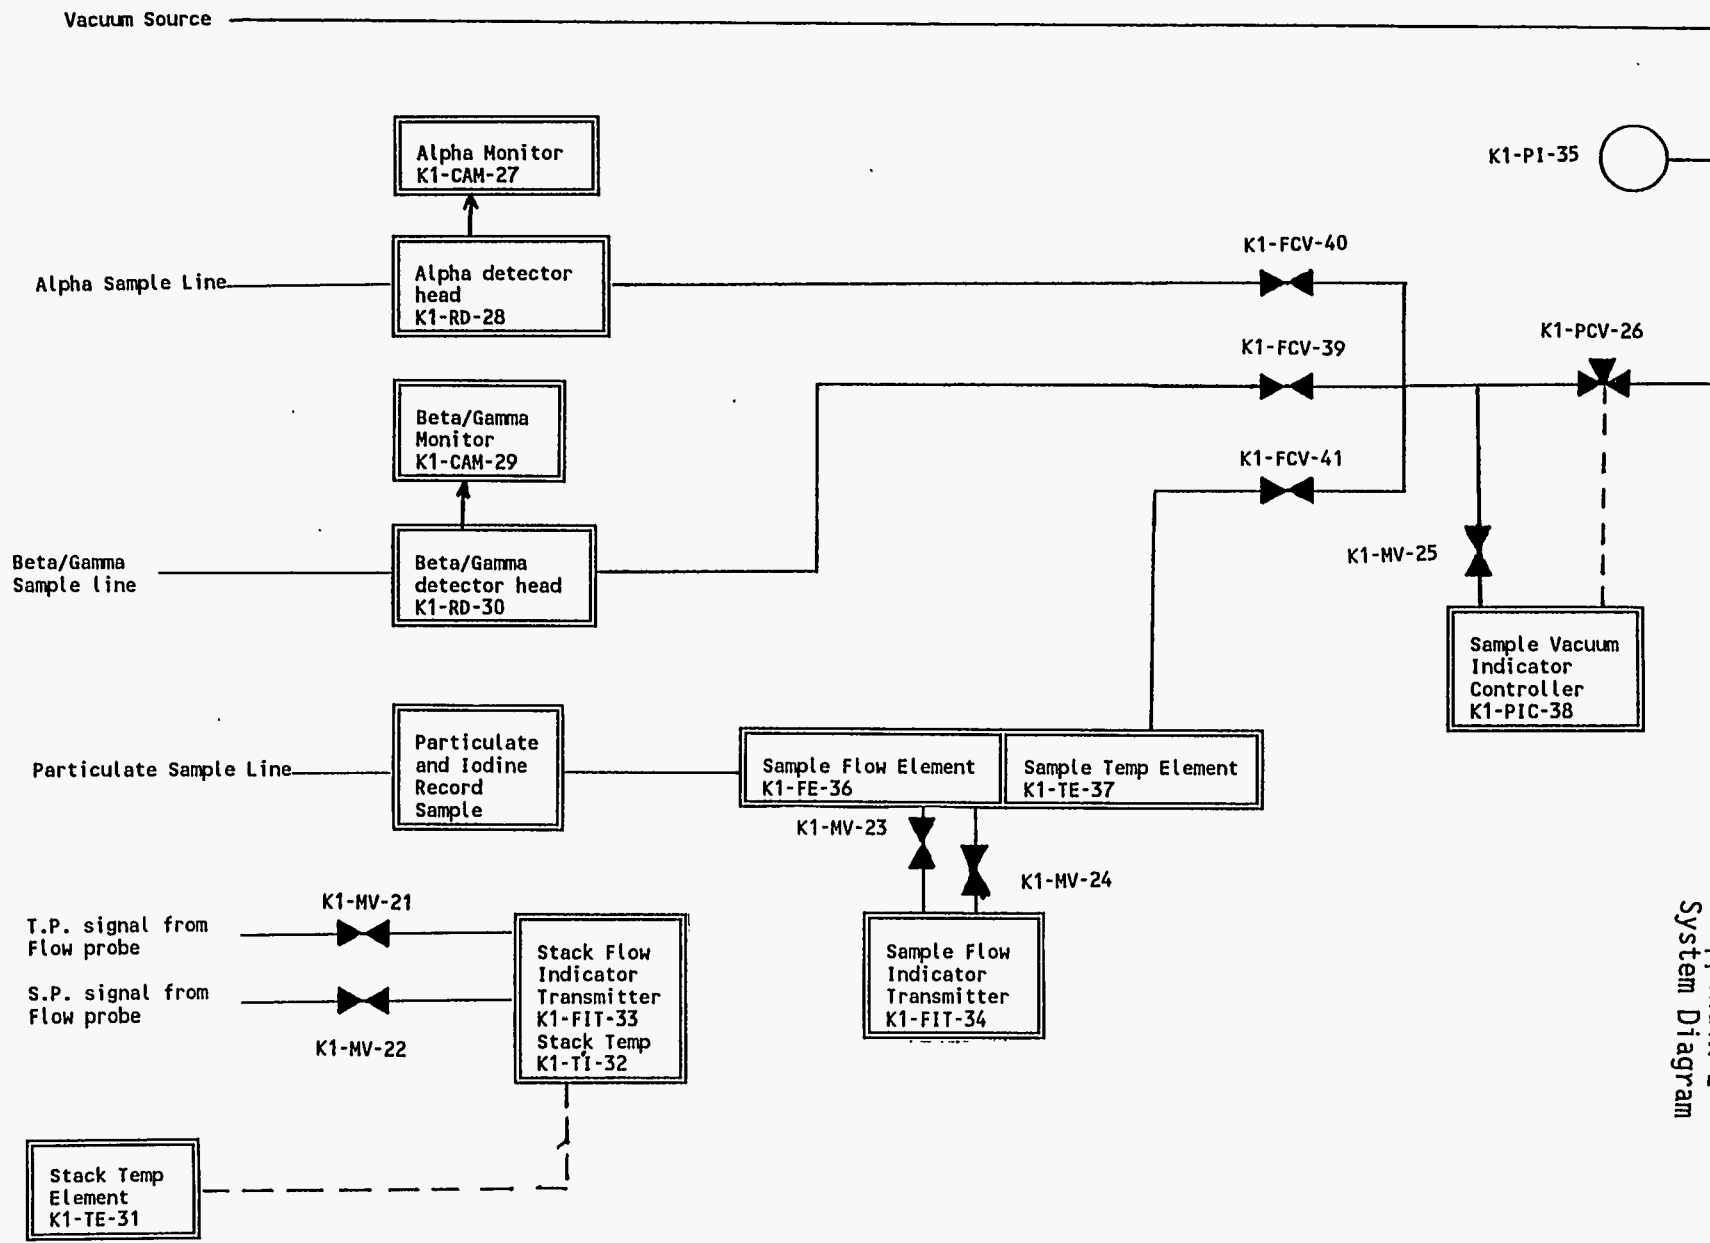 Vacuum Source
Alpha Monitor
K1-CAM-27
K1-PI-35
K1-FCV-40
Alpha Sample Line
Alpha detector
head
K1-RD-28
K1-PCV-26
K1-FCV-39
Beta/Gamma
Monitor
K1-CAM-29
K1-FCV-41
K1-MV-25
Beta/Gamma
Sample line
Beta/Gamma
detector head
K1-RD-30
Sample Vacuum
Indicator
Controller
K1-PIC-38
Particulate Sample Line
Particulate
and Iodine
Record
Sample
Sample Flow Element
K1-FE-36
Sample Temp Element
K1-TE-37
K1-MV-23
K1-MV-24
K1-MV-21
T.P. signal from
Flow probe
S.P. signal from
Flow probe
K1-MV-22
Stack Flow
Indicator
Transmitter
K1-FIT-33
Stack Temp
K1-TI-32
Sample Flow
Indicator
Transmitter
K1-FIT-34
Stack Temp
Element
K1-TE-31
System Diagram